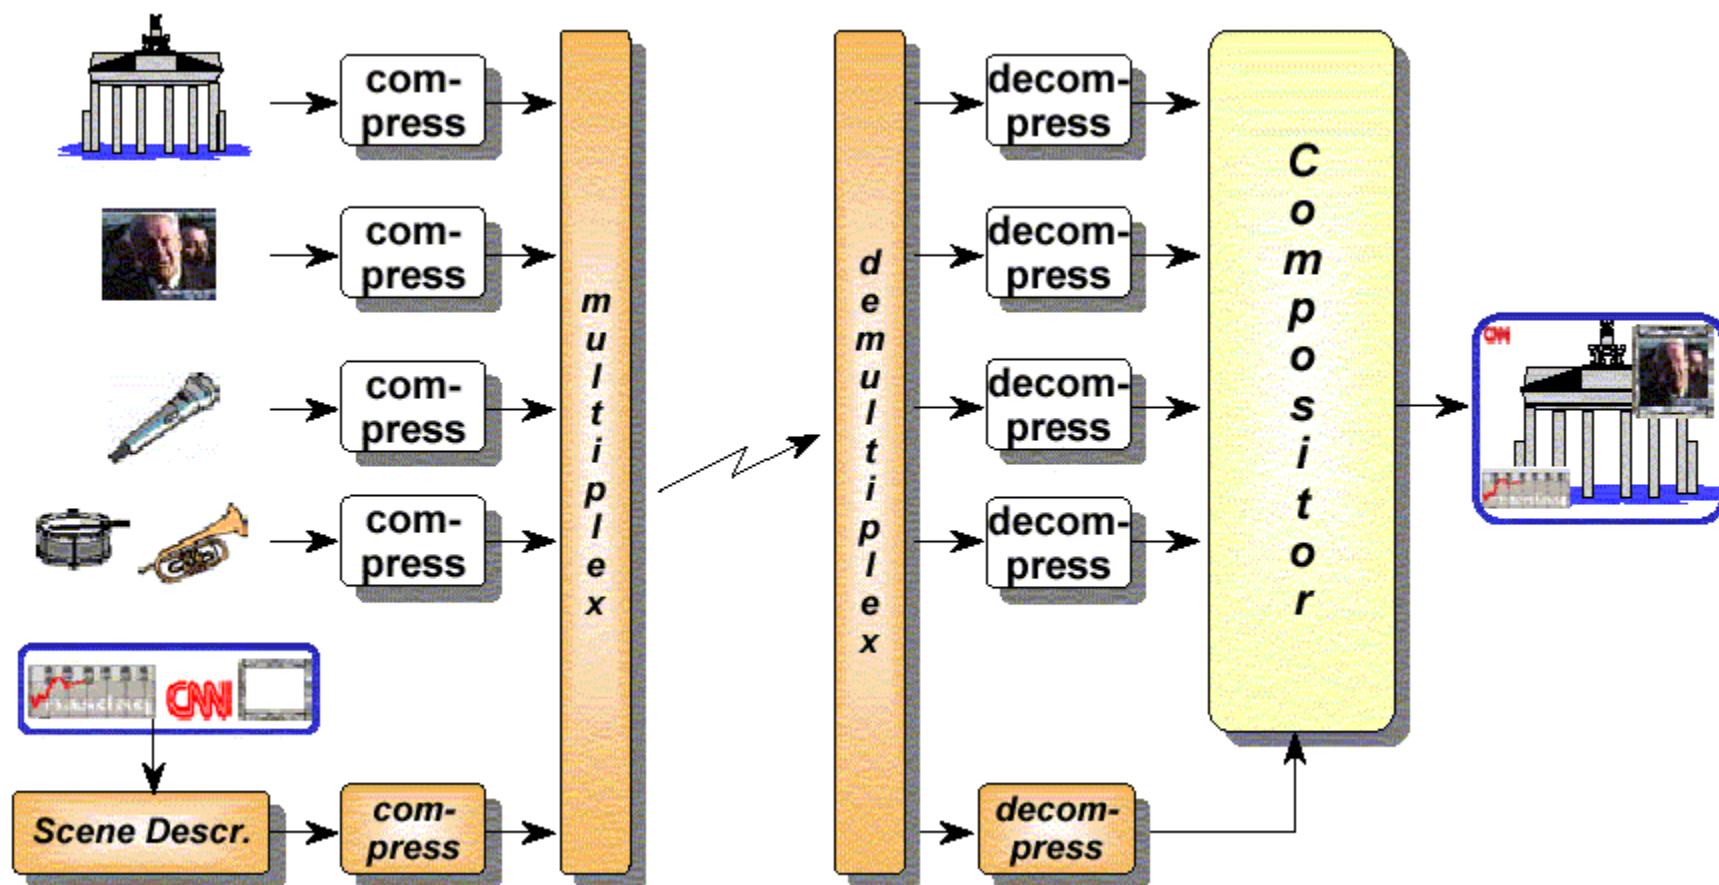 com-
press
decom-
press
com-
press
decom-
press
com-
press
decom-
press
com-
press
decom-
press
multiplex
demultiplex
Compositor
CNN
CNN
Scene Descr.
com-
press
decom-
press